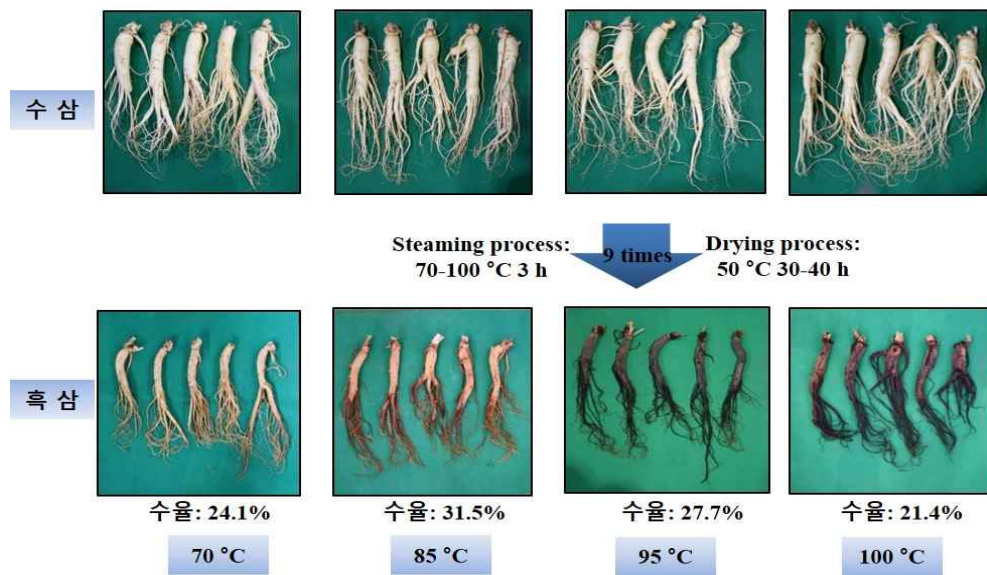 수 삼
Steaming process:
70-100 °C 3 h
9 times
Drying process:
50 °C 30-40 h
흑 삼
수율: 24.1%
수율: 31.5%
수율: 27.7%
수율: 21.4%
70 °C
85 °C
95 °C
100 °C